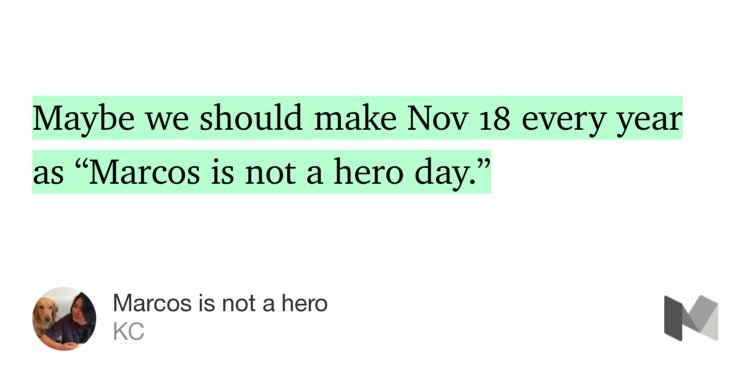 Maybe we should make Nov 18 every year
as “Marcos is not a hero day.”
Marcos is not a hero
KC